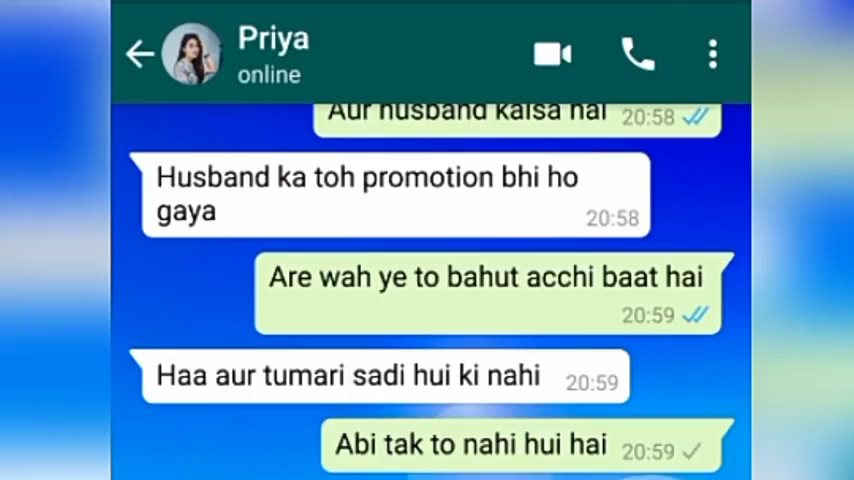 Priya
online
Aur husband kaisa hai 20:58
Husband ka toh promotion bhi ho
gaya 20:58
Are wah ye to bahut acchi baat hai
20:59
Haa aur tumari sadi hui ki nahi 20:59
Abi tak to nahi hui hai 20:59